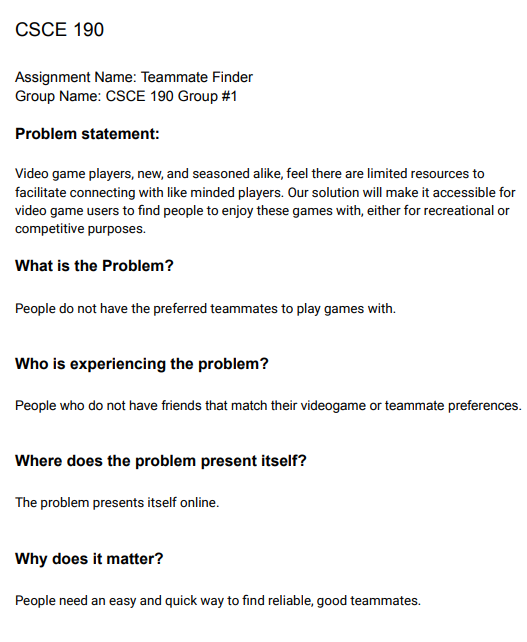 CSCE 190
Assignment Name: Teammate Finder
Group Name: CSCE 190 Group #1
Problem statement:
Video game players, new, and seasoned alike, feel there are limited resources to
facilitate connecting with like minded players. Our solution will make it accessible for
video game users to find people to enjoy these games with, either for recreational or
competitive purposes.
What is the Problem?
People do not have the preferred teammates to play games with.
Who is experiencing the problem?
People who do not have friends that match their videogame or teammate preferences.
Where does the problem present itself?
The problem presents itself online.
Why does it matter?
People need an easy and quick way to find reliable, good teammates.